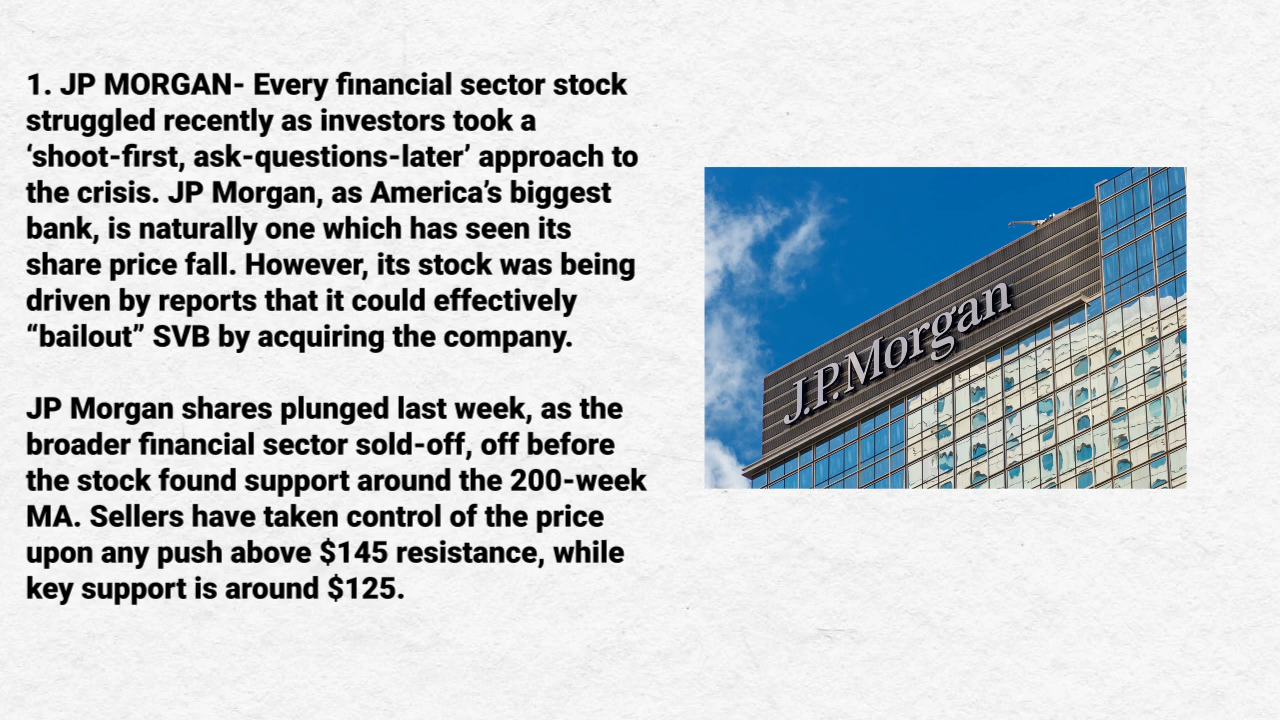 1. JP MORGAN- Every financial sector stock
struggled recently as investors took a
‘shoot-first, ask-questions-later’ approach to
the crisis. JP Morgan, as America’s biggest
bank, is naturally one which has seen its
share price fall. However, its stock was being
driven by reports that it could effectively
“bailout” SVB by acquiring the company.
JP Morgan shares plunged last week, as the
broader financial sector sold-off, off before
the stock found support around the 200-week
MA. Sellers have taken control of the price
upon any push above $145 resistance, while
key support is around $125.
J.P.Morgan